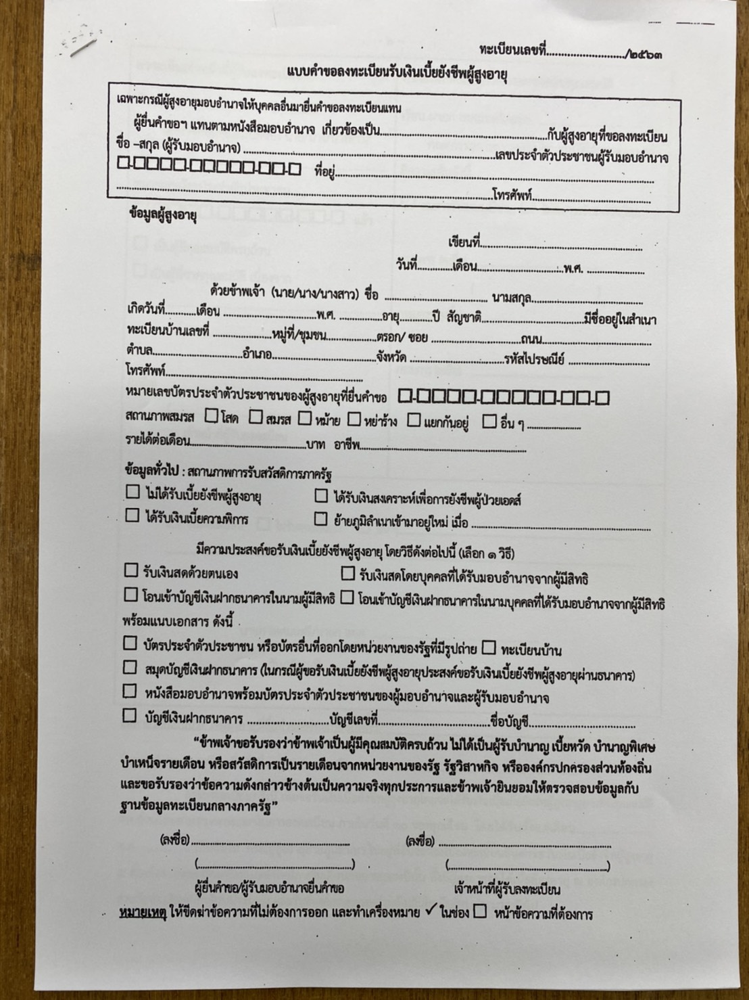 ทะเบียนเลขที่............................/๒๕๖๓
แบบคำขอลงทะเบียนรับเงินเบี้ยยังชีพผู้สูงอายุ
เฉพาะกรณีผู้สูงอายุมอบอำนาจให้บุคคลอื่นมายื่นคำขอลงทะเบียนแทน
ผู้ยื่นคำขอฯ แทนตามหนังสือมอบอำนาจ เกี่ยวข้องเป็น............................................................กับผู้สูงอายุที่ขอลงทะเบียน
ชื่อ –สกุล (ผู้รับมอบอำนาจ) ............................................................................................เลขประจำตัวประชาชนผู้รับมอบอำนาจ
☐-☐☐☐☐-☐☐☐☐☐-☐☐-☐ ที่อยู่...................................................................................................................
.........................................................................................................................................โทรศัพท์...........................................
ข้อมูลผู้สูงอายุ
เขียนที่...........................................................
วันที่.............เดือน...............................พ.ศ. .....................
ด้วยข้าพเจ้า (นาย/นาง/นางสาว) ชื่อ ...................................... นามสกุล.........................................
เกิดวันที่...........เดือน ..................................พ.ศ. ................อายุ............ปี สัญชาติ.....................................มีชื่ออยู่ในสำเนา
ทะเบียนบ้านเลขที่ .....................หมู่ที่/ชุมชน..................ตรอก/ ซอย .................................ถนน........................................
ตำบล.................................อำเภอ......................................จังหวัด ..................................รหัสไปรษณีย์ ..............................
โทรศัพท์........................................................................
หมายเลขบัตรประจำตัวประชาชนของผู้สูงอายุที่ยื่นคำขอ ☐-☐☐☐☐-☐☐☐☐☐-☐☐-☐
สถานภาพสมรส ☐ โสด ☐ สมรส ☐ หม้าย ☐ หย่าร้าง ☐ แยกกันอยู่ ☐ อื่น ๆ ....................
รายได้ต่อเดือน..........................................บาท อาชีพ.............................................................
ข้อมูลทั่วไป : สถานภาพการรับสวัสดิการภาครัฐ
☐ ไม่ได้รับเบี้ยยังชีพผู้สูงอายุ ☐ ได้รับเงินสงเคราะห์เพื่อการยังชีพผู้ป่วยเอดส์
☐ ได้รับเงินเบี้ยความพิการ ☐ ย้ายภูมิลำเนาเข้ามาอยู่ใหม่ เมื่อ .................................................................
มีความประสงค์ขอรับเงินเบี้ยยังชีพผู้สูงอายุ โดยวิธีดังต่อไปนี้ (เลือก ๑ วิธี)
☐ รับเงินสดด้วยตนเอง ☐ รับเงินสดโดยบุคคลที่ได้รับมอบอำนาจจากผู้มีสิทธิ
☐ โอนเข้าบัญชีเงินฝากธนาคารในนามผู้มีสิทธิ ☐ โอนเข้าบัญชีเงินฝากธนาคารในนามบุคคลที่ได้รับมอบอำนาจจากผู้มีสิทธิ
พร้อมแนบเอกสาร ดังนี้
☐ บัตรประจำตัวประชาชน หรือบัตรอื่นที่ออกโดยหน่วยงานของรัฐที่มีรูปถ่าย ☐ ทะเบียนบ้าน
☐ สมุดบัญชีเงินฝากธนาคาร (ในกรณีผู้ขอรับเงินเบี้ยยังชีพผู้สูงอายุประสงค์ขอรับเงินเบี้ยยังชีพผู้สูงอายุผ่านธนาคาร)
☐ หนังสือมอบอำนาจพร้อมบัตรประจำตัวประชาชนของผู้มอบอำนาจและผู้รับมอบอำนาจ
☐ บัญชีเงินฝากธนาคาร ..............................บัญชีเลขที่.........................................ชื่อบัญชี.......................................
“ข้าพเจ้าขอรับรองว่าข้าพเจ้าเป็นผู้มีคุณสมบัติครบถ้วน ไม่ได้เป็นผู้รับบำนาญ เบี้ยหวัด บำนาญพิเศษ
บำเหน็จรายเดือน หรือสวัสดิการเป็นรายเดือนจากหน่วยงานของรัฐ รัฐวิสาหกิจ หรือองค์กรปกครองส่วนท้องถิ่น
และขอรับรองว่าข้อความดังกล่าวข้างต้นเป็นความจริงทุกประการและข้าพเจ้ายินยอมให้ตรวจสอบข้อมูลกับ
ฐานข้อมูลทะเบียนกลางภาครัฐ”
(ลงชื่อ).......................................................... (ลงชื่อ) ...............................................................
(.........................................................) (..........................................................)
ผู้ยื่นคำขอ/ผู้รับมอบอำนาจยื่นคำขอ เจ้าหน้าที่ผู้รับลงทะเบียน
หมายเหตุ ให้ขีดฆ่าข้อความที่ไม่ต้องการออก และทำเครื่องหมาย ✓ ในช่อง ☐ หน้าข้อความที่ต้องการ